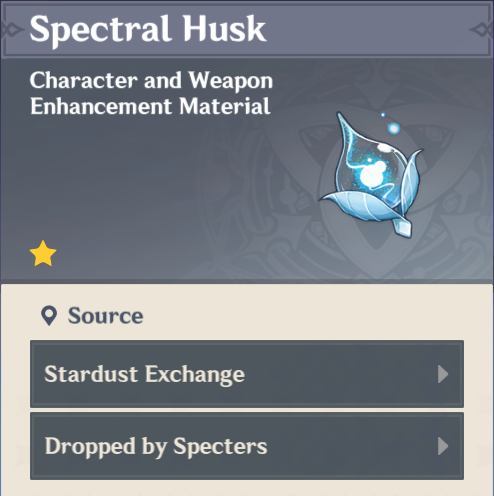 Spectral Husk
Character and Weapon
Enhancement Material
Source
Stardust Exchange
Dropped by Specters